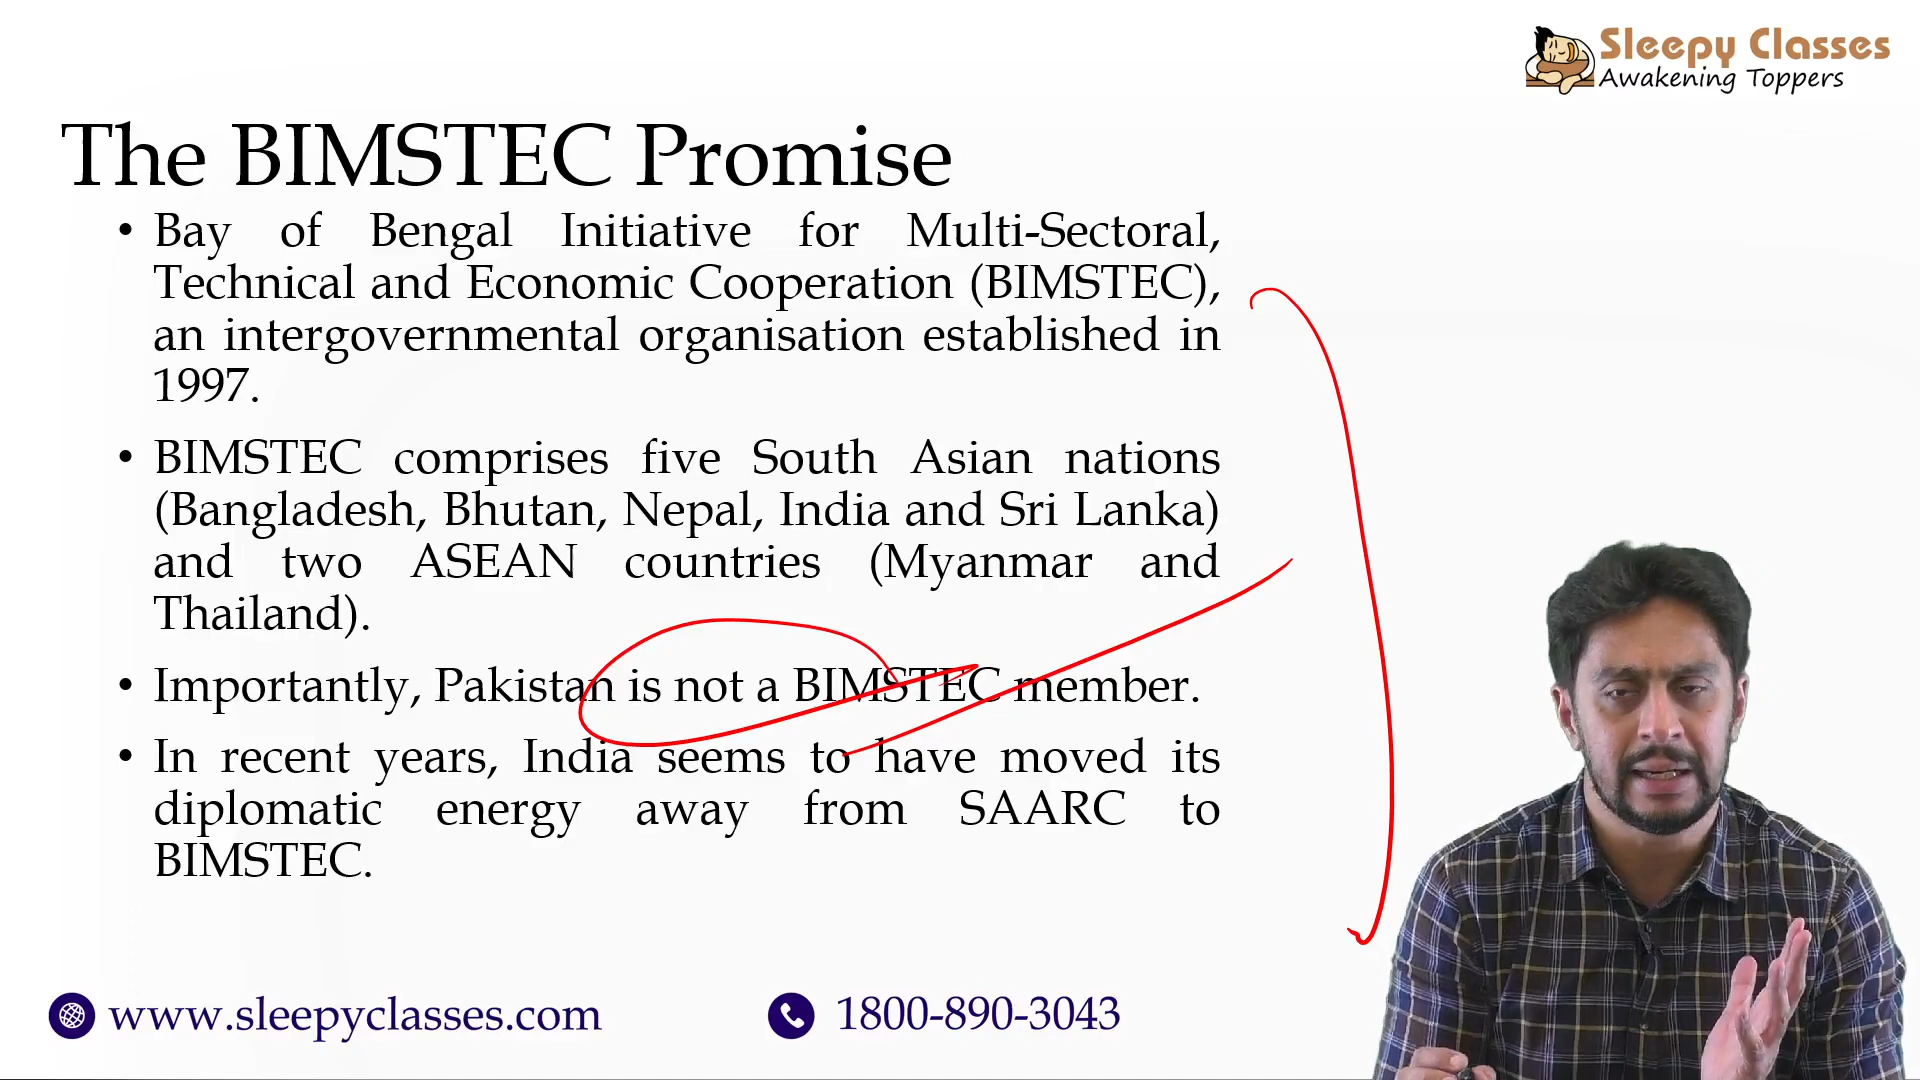 Sleepy Classes
Awakening Toppers
The BIMSTEC Promise
• Bay of Bengal Initiative for Multi-Sectoral,
Technical and Economic Cooperation (BIMSTEC),
an intergovernmental organisation established in
1997.
• BIMSTEC comprises five South Asian nations
(Bangladesh, Bhutan, Nepal, India and Sri Lanka)
and two ASEAN countries (Myanmar and
Thailand).
• Importantly, Pakistan is not a BIMSTEC member.
• In recent years, India seems to have moved its
diplomatic energy away from SAARC to
BIMSTEC.
www.sleepyclasses.com
1800-890-3043